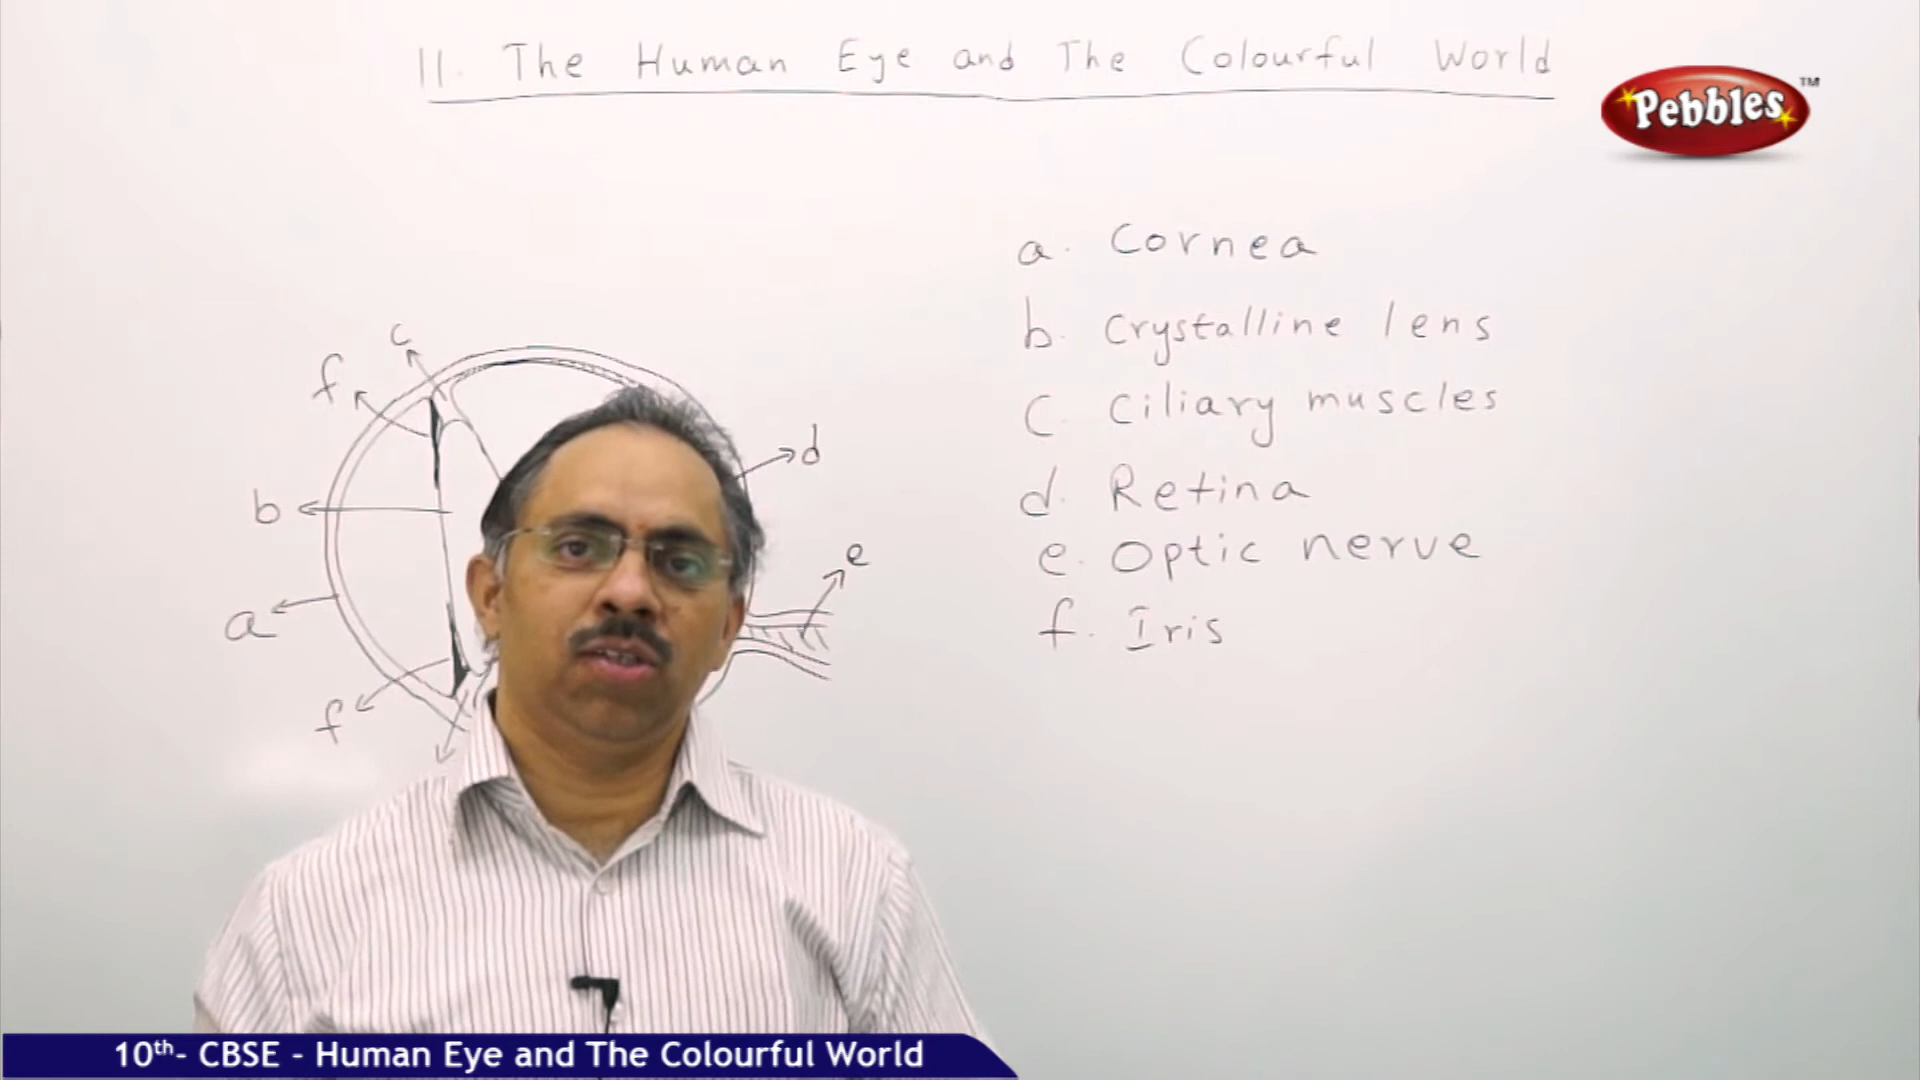 11. The Human Eye and The Colourful World
Pebbles™
a. Cornea
b. Crystalline lens
c. Ciliary muscles
d. Retina
e. Optic nerve
f. Iris
c
f
d
b
e
a
f
10th- CBSE - Human Eye and The Colourful World